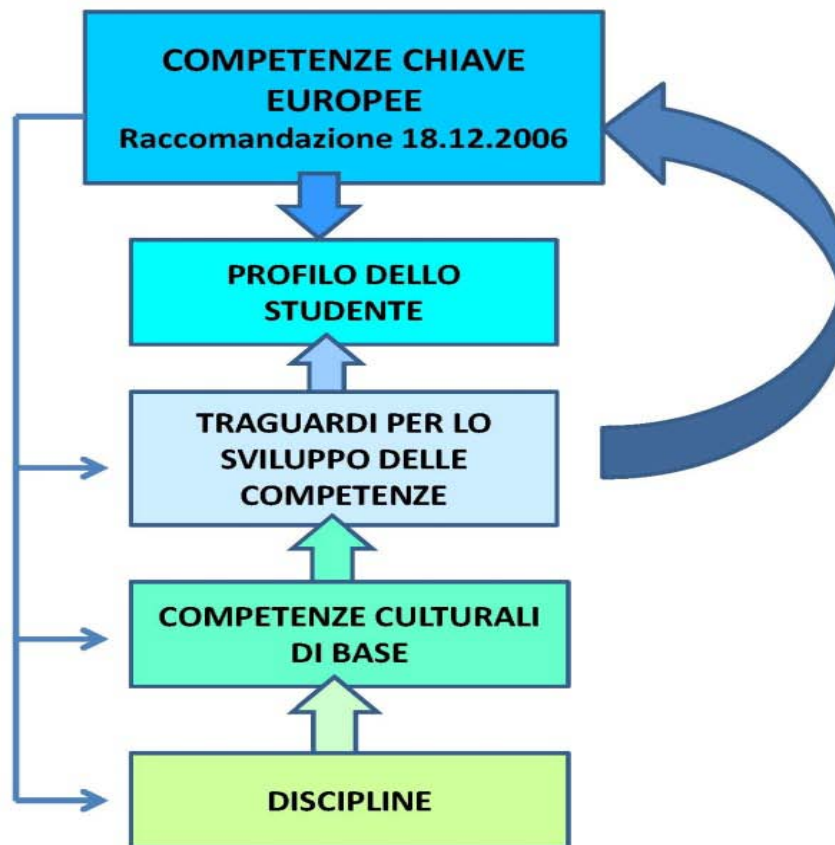 COMPETENZE CHIAVE
EUROPEE
Raccomandazione 18.12.2006
PROFILO DELLO
STUDENTE
TRAGUARDI PER LO
SVILUPPO DELLE
COMPETENZE
COMPETENZE CULTURALI
DI BASE
DISCIPLINE